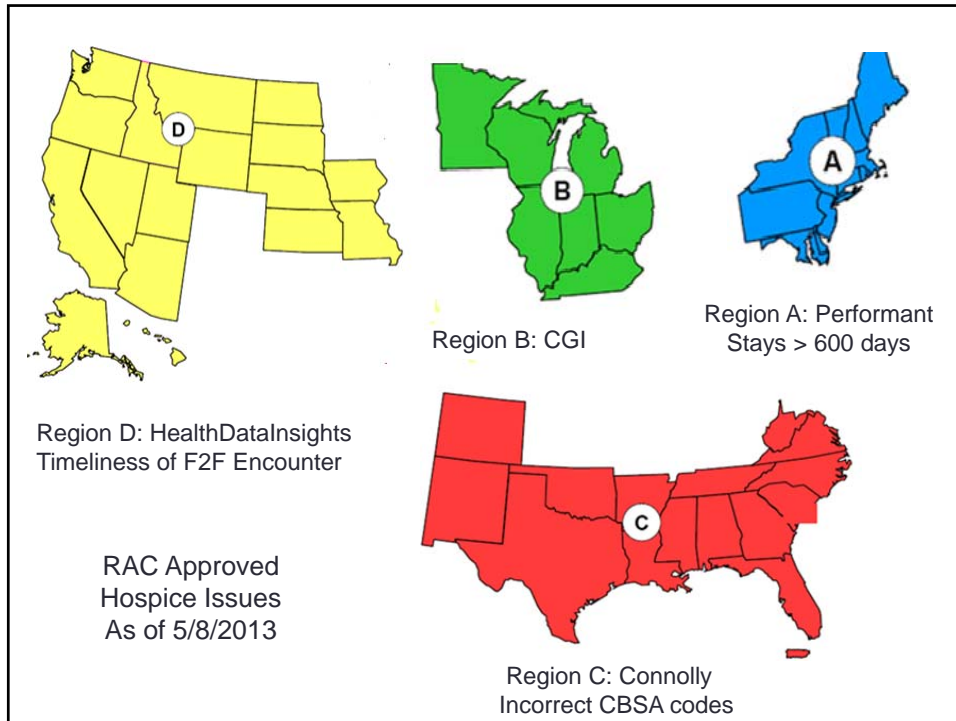 D
B
A
Region B: CGI
Region A: Performant
Stays > 600 days
Region D: HealthDataInsights
Timeliness of F2F Encounter
C
RAC Approved
Hospice Issues
As of 5/8/2013
Region C: Connolly
Incorrect CBSA codes